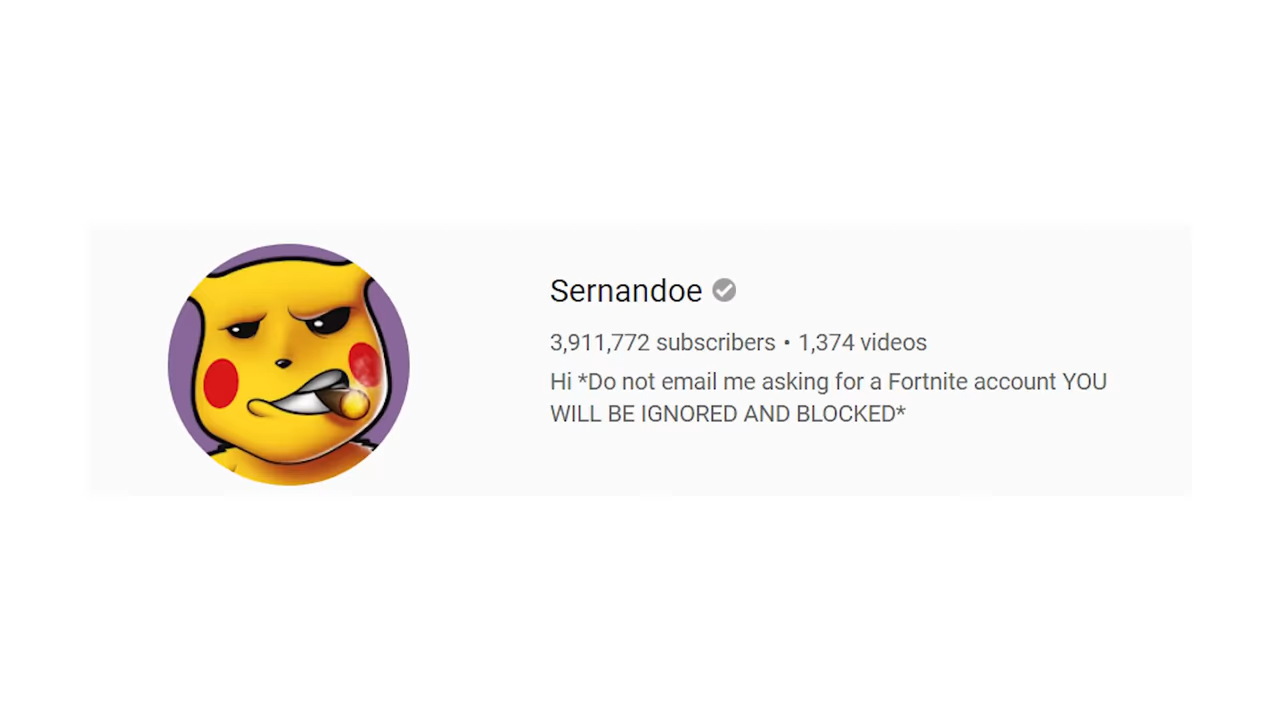 Sernandoe
3,911,772 subscribers • 1,374 videos
Hi *Do not email me asking for a Fortnite account YOU
WILL BE IGNORED AND BLOCKED*